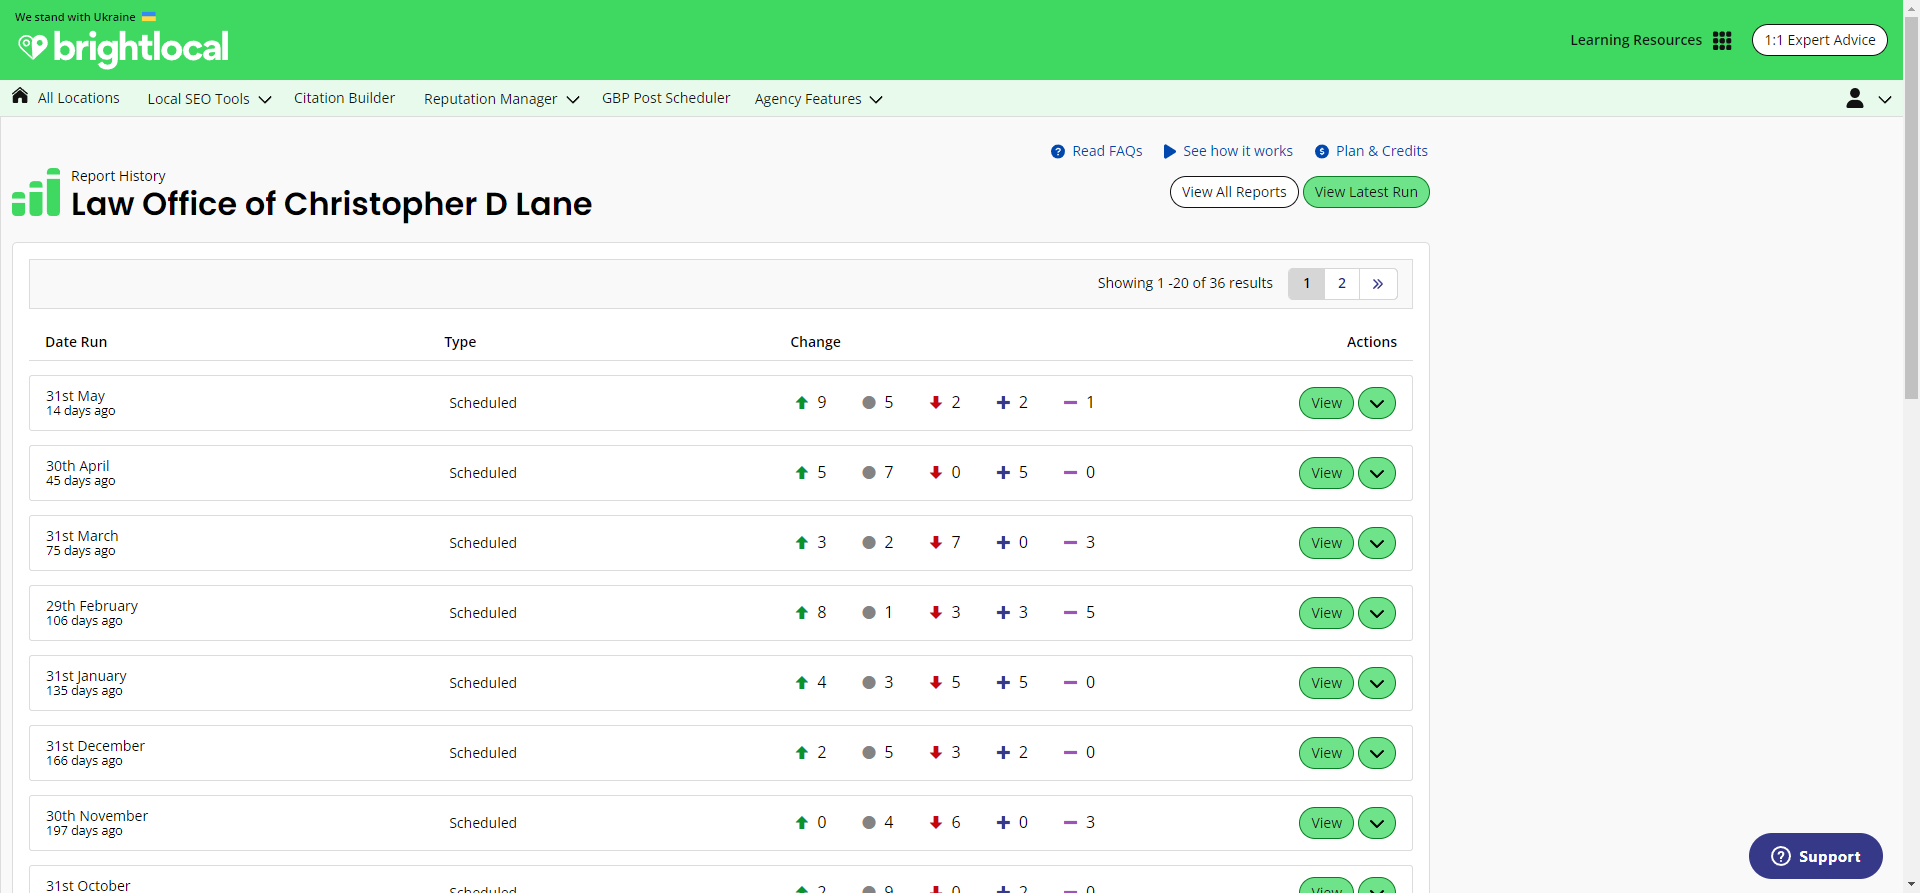 We stand with Ukraine
brightlocal
Learning Resources
1:1 Expert Advice
All Locations
Local SEO Tools
Citation Builder
Reputation Manager
GBP Post Scheduler
Agency Features
Read FAQs
See how it works
Plan & Credits
Report History
Law Office of Christopher D Lane
View All Reports
View Latest Run
Showing 1 -20 of 36 results
1 2 »
Date Run Type Change Actions
31st May
14 days ago
Scheduled 9 5 2 2 1 View
30th April
45 days ago
Scheduled 5 7 0 5 0 View
31st March
75 days ago
Scheduled 3 2 7 0 3 View
29th February
106 days ago
Scheduled 8 1 3 3 5 View
31st January
135 days ago
Scheduled 4 3 5 5 0 View
31st December
166 days ago
Scheduled 2 5 3 2 0 View
30th November
197 days ago
Scheduled 0 4 6 0 3 View
31st October
Scheduled 2 9 0 2 0 View
Support